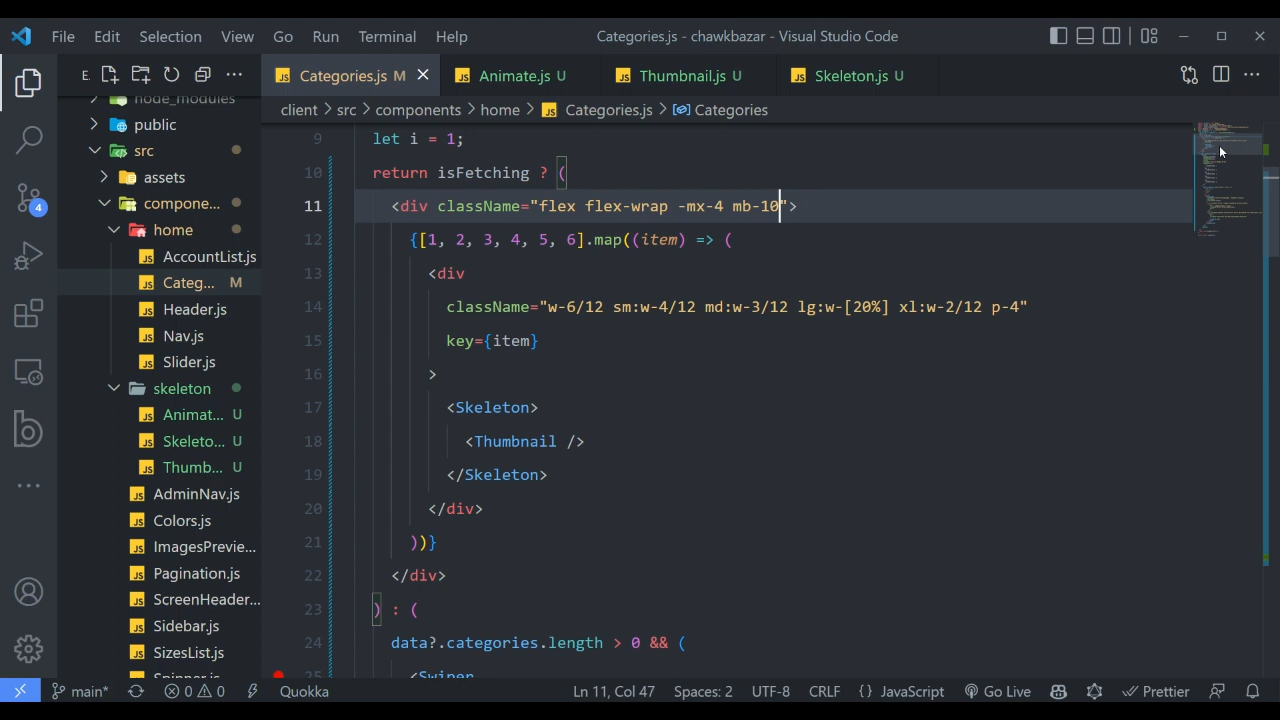 File Edit Selection View Go Run Terminal Help Categories.js - chawkbazar - Visual Studio Code
E. Categories.js M Animate.js U Thumbnail.js U Skeleton.js U
client > src > components > home > Categories.js > Categories
node_modules
public
src
assets
compone...
home
AccountList.js
Categ... M
Header.js
Nav.js
Slider.js
skeleton
Animat... U
Skeleto... U
Thumb... U
AdminNav.js
Colors.js
ImagesPrevie...
Pagination.js
ScreenHeader...
Sidebar.js
SizesList.js
Spinner.js
4
9 let i = 1;
10 return isFetching ? (
11 <div className="flex flex-wrap -mx-4 mb-10">
12 {[1, 2, 3, 4, 5, 6].map((item) => (
13 <div
14 className="w-6/12 sm:w-4/12 md:w-3/12 lg:w-[20%] xl:w-2/12 p-4"
15 key={item}
16 >
17 <Skeleton>
18 <Thumbnail />
19 </Skeleton>
20 </div>
21 ))}
22 </div>
23 ) : (
24 data?.categories.length > 0 && (
25 <Swiper
main* 0 0 Quokka Ln 11, Col 47 Spaces: 2 UTF-8 CRLF {} JavaScript Go Live Prettier